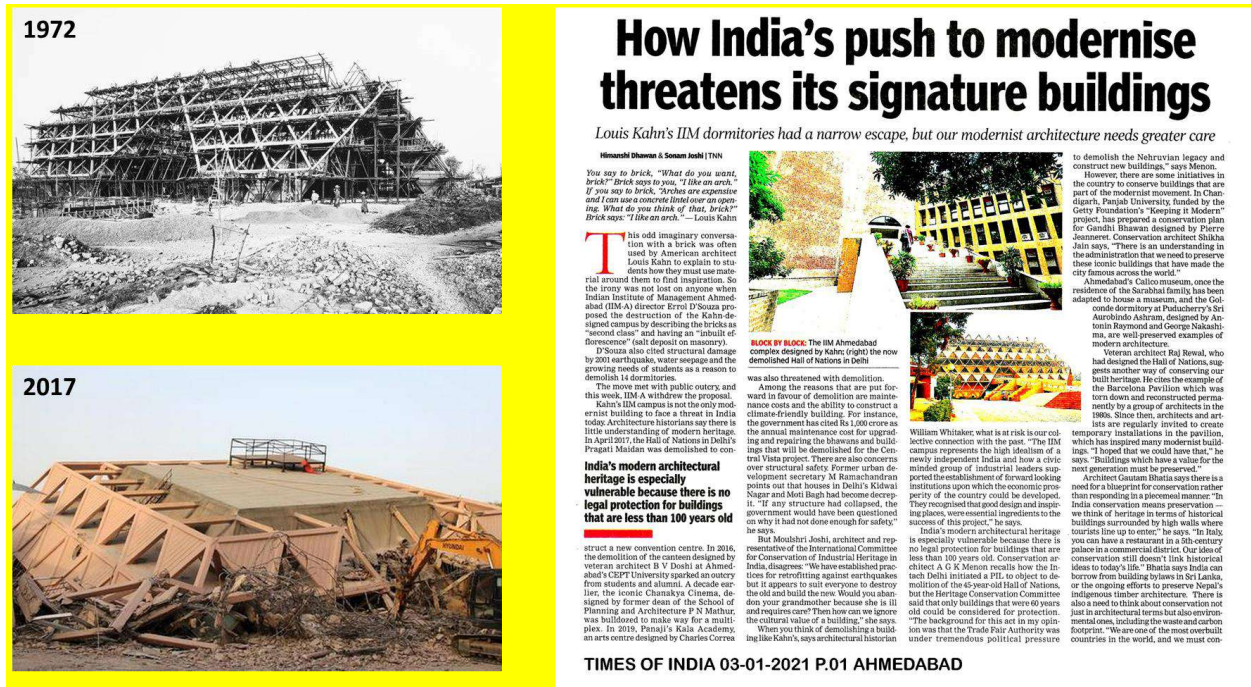 1972
2017
HYUNDAI
How India's push to modernise
threatens its signature buildings
Louis Kahn's IIM dormitories had a narrow escape, but our modernist architecture needs greater care
Himanshi Dhawan & Sonam Joshi | TNN
You say to brick, "What do you want,
brick?" Brick says to you, "I like an arch."
If you say to brick, "Arches are expensive
and I can use a concrete lintel over an open-
ing. What do you think of that, brick?"
Brick says: "I like an arch." — Louis Kahn
This odd imaginary conversa-
tion with a brick was often
used by American architect
Louis Kahn to explain to stu-
dents how they must use mate-
rial around them to find inspiration. So
the irony was not lost on anyone when
Indian Institute of Management Ahmed-
abad (IIM-A) director Errol D'Souza pro-
posed the destruction of the Kahn-de-
signed campus by describing the bricks as
"second class" and having an "inbuilt ef-
florescence" (salt deposit on masonry).
D'Souza also cited structural damage
by 2001 earthquake, water seepage and the
growing needs of students as a reason to
demolish 14 dormitories.
The move met with public outcry, and
this week, IIM-A withdrew the proposal.
Kahn's IIM campus is not the only mod-
ernist building to face a threat in India
today. Architecture historians say there is
little understanding of modern heritage.
In April 2017, the Hall of Nations in Delhi's
Pragati Maidan was demolished to con-
India's modern architectural
heritage is especially
vulnerable because there is no
legal protection for buildings
that are less than 100 years old
struct a new convention centre. In 2016,
the demolition of the canteen designed by
veteran architect B V Doshi at Ahmed-
abad's CEPT University sparked an outcry
from students and alumni. A decade ear-
lier, the iconic Chanakya Cinema, de-
signed by former dean of the School of
Planning and Architecture P N Mathur,
was bulldozed to make way for a multi-
plex. In 2019, Panaji's Kala Academy,
an arts centre designed by Charles Correa
BLOCK BY BLOCK: The IIM Ahmedabad
complex designed by Kahn; (right) the now
demolished Hall of Nations in Delhi
was also threatened with demolition.
Among the reasons that are put for-
ward in favour of demolition are mainte-
nance costs and the ability to construct a
climate-friendly building. For instance,
the government has cited Rs 1,000 crore as
the annual maintenance cost for upgrad-
ing and repairing the bhawans and build-
ings that will be demolished for the Cen-
tral Vista project. There are also concerns
over structural safety. Former urban de-
velopment secretary M Ramachandran
points out that houses in Delhi's Kidwai
Nagar and Moti Bagh had become decrep-
it. "If any structure had collapsed, the
government would have been questioned
on why it had not done enough for safety,"
he says.
But Moulshri Joshi, architect and rep-
resentative of the International Committee
for Conservation of Industrial Heritage in
India, disagrees: "We have established prac-
tices for retrofitting against earthquakes
but it appears to suit everyone to destroy
the old and build the new. Would you aban-
don your grandmother because she is ill
and requires care? Then how can we ignore
the cultural value of a building," she says.
When you think of demolishing a build-
ing like Kahn's, says architectural historian
William Whitaker, what is at risk is our col-
lective connection with the past. "The IIM
campus represents the high idealism of a
newly independent India and how a civic
minded group of industrial leaders sup-
ported the establishment of forward looking
institutions upon which the economic pros-
perity of the country could be developed.
They recognised that good design and inspir-
ing places, were essential ingredients to the
success of this project," he says.
India's modern architectural heritage
is especially vulnerable because there is
no legal protection for buildings that are
less than 100 years old. Conservation ar-
chitect A G K Menon recalls how the In-
tach Delhi initiated a PIL to object to de-
molition of the 45-year-old Hall of Nations,
but the Heritage Conservation Committee
said that only buildings that were 60 years
old could be considered for protection.
"The background for this act in my opin-
ion was that the Trade Fair Authority was
under tremendous political pressure
to demolish the Nehruvian legacy and
construct new buildings," says Menon.
However, there are some initiatives in
the country to conserve buildings that are
part of the modernist movement. In Chan-
digarh, Panjab University, funded by the
Getty Foundation's "Keeping it Modern"
project, has prepared a conservation plan
for Gandhi Bhawan designed by Pierre
Jeanneret. Conservation architect Shikha
Jain says, "There is an understanding in
the administration that we need to preserve
these iconic buildings that have made the
city famous across the world."
Ahmedabad's Calico museum, once the
residence of the Sarabhai family, has been
adapted to house a museum, and the Gol-
conde dormitory at Puducherry's Sri
Aurobindo Ashram, designed by An-
tonin Raymond and George Nakashi-
ma, are well-preserved examples of
modern architecture.
Veteran architect Raj Rewal, who
had designed the Hall of Nations, sug-
gests another way of conserving our
built heritage. He cites the example of
the Barcelona Pavilion which was
torn down and reconstructed perma-
nently by a group of architects in the
1980s. Since then, architects and art-
ists are regularly invited to create
temporary installations in the pavilion,
which has inspired many modernist build-
ings. "I hoped that we could have that," he
says. "Buildings which have a value for the
next generation must be preserved."
Architect Gautam Bhatia says there is a
need for a blueprint for conservation rather
than responding in a piecemeal manner. "In
India conservation means preservation —
we think of heritage in terms of historical
buildings surrounded by high walls where
tourists line up to enter," he says. "In Italy,
you can have a restaurant in a 5th-century
palace in a commercial district. Our idea of
conservation still doesn't link historical
ideas to today's life." Bhatia says India can
borrow from building bylaws in Sri Lanka,
or the ongoing efforts to preserve Nepal's
indigenous timber architecture. There is
also a need to think about conservation not
just in architectural terms but also environ-
mental ones, including the waste and carbon
footprint. "We are one of the most overbuilt
countries in the world, and we must con-
TIMES OF INDIA 03-01-2021 P.01 AHMEDABAD